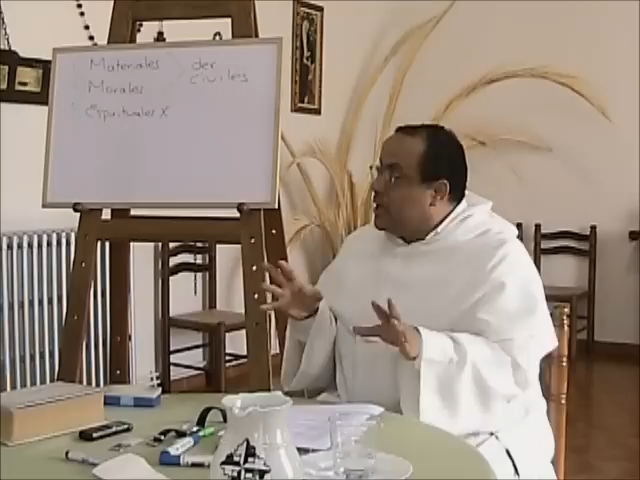 Materiales
der
Morales
civiles
Espirituales X